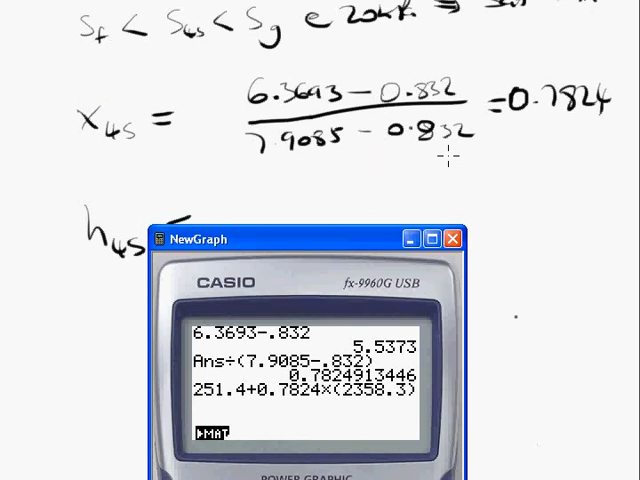 Sf < S4s < Sg @ 20kPa ⇒
x4s = 6.3693 − 0.832 / 7.9085 − 0.832 = 0.7824
h4s =
NewGraph
CASIO fx-9960G USB
6.3693-.832
5.5373
Ans÷(7.9085-.832)
0.7824913446
251.4+0.7824×(2358.3)
▶MAT
POWER GRAPHIC